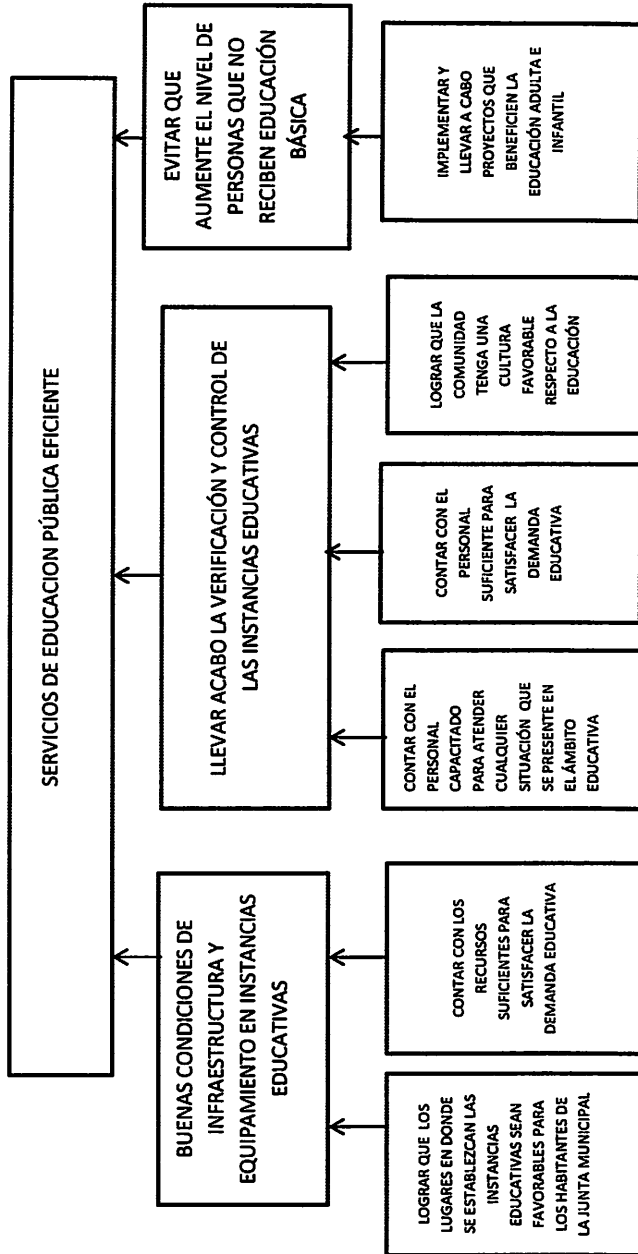 SERVICIOS DE EDUCACION PÚBLICA EFICIENTE
BUENAS CONDICIONES DE
INFRAESTRUCTURA Y
EQUIPAMIENTO EN INSTANCIAS
EDUCATIVAS
LLEVAR ACABO LA VERIFICACIÓN Y CONTROL DE
LAS INSTANCIAS EDUCATIVAS
EVITAR QUE
AUMENTE EL NIVEL DE
PERSONAS QUE NO
RECIBEN EDUCACIÓN
BÁSICA
LOGRAR QUE LOS
LUGARES EN DONDE
SE ESTABLEZCAN LAS
INSTANCIAS
EDUCATIVAS SEAN
FAVORABLES PARA
LOS HABITANTES DE
LA JUNTA MUNICIPAL
CONTAR CON LOS
RECURSOS
SUFICIENTES PARA
SATISFACER LA
DEMANDA EDUCATIVA
CONTAR CON EL
PERSONAL
CAPACITADO
PARA ATENDER
CUALQUIER
SITUACIÓN QUE
SE PRESENTE EN
EL ÁMBITO
EDUCATIVA
CONTAR CON EL
PERSONAL
SUFICIENTE PARA
SATISFACER LA
DEMANDA
EDUCATIVA
LOGRAR QUE LA
COMUNIDAD
TENGA UNA
CULTURA
FAVORABLE
RESPECTO A LA
EDUCACIÓN
IMPLEMENTAR Y
LLEVAR A CABO
PROYECTOS QUE
BENEFICIEN LA
EDUCACIÓN ADULTA E
INFANTIL